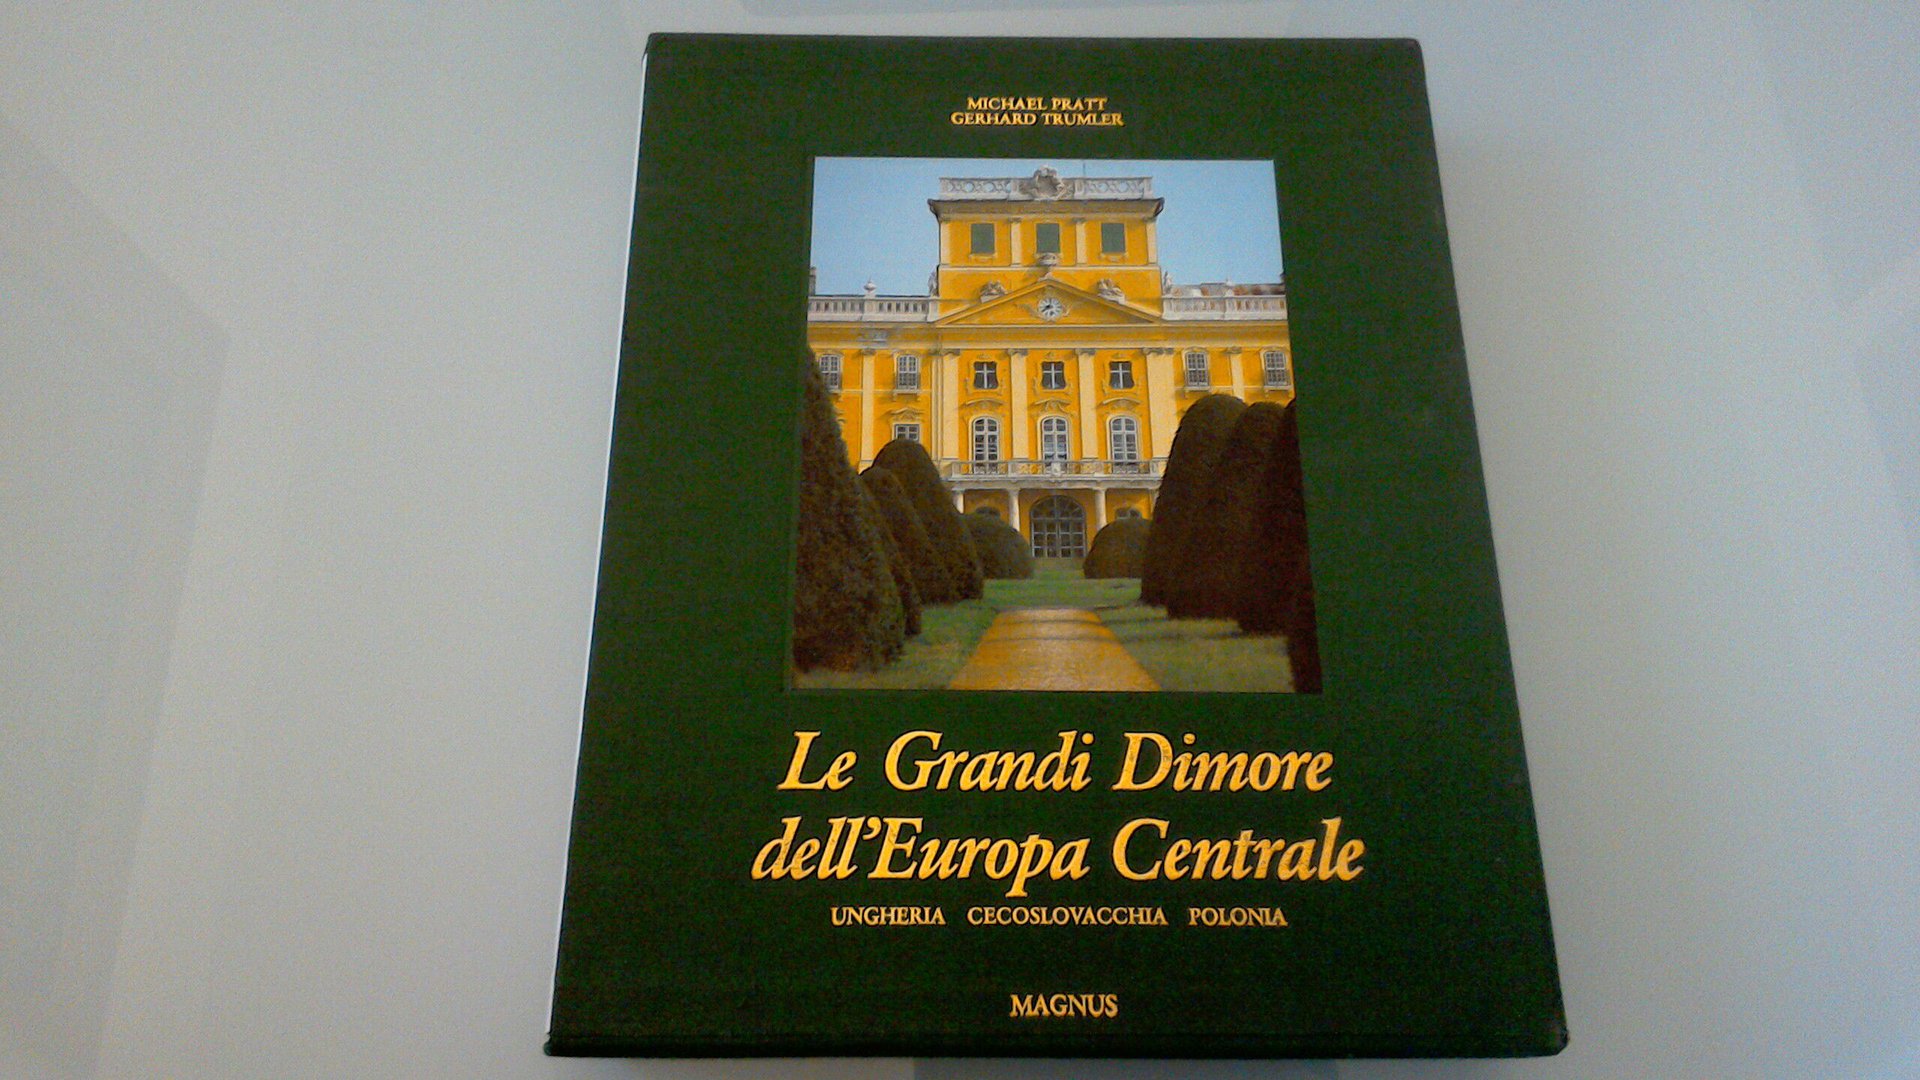 MICHAEL PRATT
GERHARD TRUMLER
Le Grandi Dimore
dell'Europa Centrale
UNGHERIA CECOSLOVACCHIA POLONIA
MAGNUS